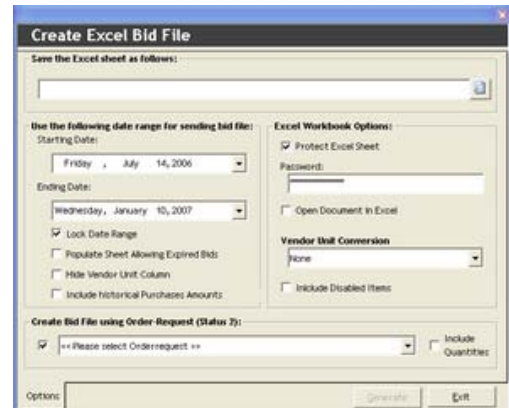 Create Excel Bid File
Save the Excel sheet as follows:
Use the following date range for sending bid file:
Starting Date:
Friday , July 14, 2006
Ending Date:
Wednesday, January 10, 2007
Lock Date Range
Populate Sheet Allowing Expired Bids
Hide Vendor Unit Column
Include historical Purchases Amounts
Excel Workbook Options:
Protect Excel Sheet
Password:
Open Document in Excel
Vendor Unit Conversion
None
Include Disabled Items
Create Bid File using Order-Request (Status 2):
<< Please select Orderrequest >>
Include
Quantities
Options
Generate
Exit